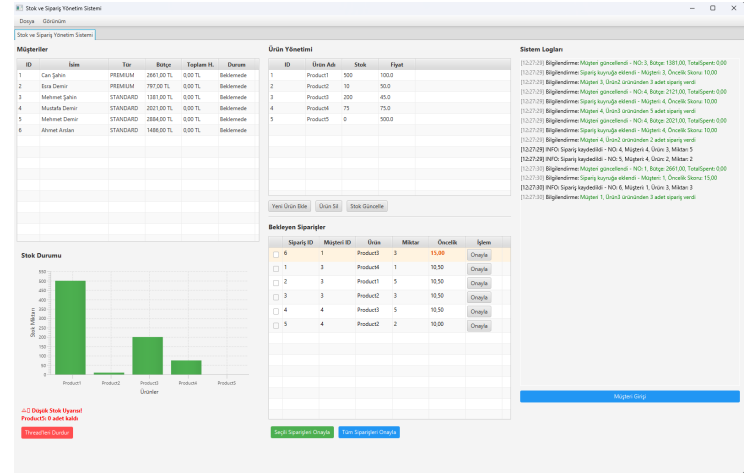 Stok ve Sipariş Yönetim Sistemi
Dosya Görünüm
Stok ve Sipariş Yönetim Sistemi
Müşteriler
ID İsim Tür Bütçe Toplam H. Durum
1 Can Şahin PREMIUM 2661,00 TL 0,00 TL Beklemede
2 Esra Demir PREMIUM 797,00 TL 0,00 TL Beklemede
3 Mehmet Şahin STANDARD 1381,00 TL 0,00 TL Beklemede
4 Mustafa Demir STANDARD 2021,00 TL 0,00 TL Beklemede
5 Mehmet Demir STANDARD 2884,00 TL 0,00 TL Beklemede
6 Ahmet Arslan STANDARD 1486,00 TL 0,00 TL Beklemede
Stok Durumu
Stok Miktarı
550
500
450
400
350
300
250
200
150
100
50
0
Product1 Product2 Product3 Product4 Product5
Ürünler
Düşük Stok Uyarısı!
Product5: 0 adet kaldı
Thread'leri Durdur
Ürün Yönetimi
ID Ürün Adı Stok Fiyat
1 Product1 500 100.0
2 Product2 10 50.0
3 Product3 200 45.0
4 Product4 75 75.0
5 Product5 0 500.0
Yeni Ürün Ekle Ürün Sil Stok Güncelle
Bekleyen Siparişler
Sipariş ID Müşteri ID Ürün Miktar Öncelik İşlem
6 1 Product3 3 15,00 Onayla
1 3 Product4 1 10,50 Onayla
2 3 Product1 5 10,50 Onayla
3 3 Product2 3 10,50 Onayla
4 4 Product3 5 10,50 Onayla
5 4 Product2 2 10,00 Onayla
Seçili Siparişleri Onayla Tüm Siparişleri Onayla
Sistem Logları
[12:27:29] Bilgilendirme: Müşteri güncellendi - NO: 3, Bütçe: 1381,00, TotalSpent: 0,00
[12:27:29] Bilgilendirme: Sipariş kuyruğa eklendi - Müşteri: 3, Öncelik Skoru: 10,00
[12:27:29] Bilgilendirme: Müşteri 3, Ürün2 ürününden 3 adet sipariş verdi
[12:27:29] Bilgilendirme: Müşteri güncellendi - NO: 4, Bütçe: 2121,00, TotalSpent: 0,00
[12:27:29] Bilgilendirme: Sipariş kuyruğa eklendi - Müşteri: 4, Öncelik Skoru: 10,00
[12:27:29] Bilgilendirme: Müşteri 4, Ürün3 ürününden 5 adet sipariş verdi
[12:27:29] Bilgilendirme: Müşteri güncellendi - NO: 4, Bütçe: 2021,00, TotalSpent: 0,00
[12:27:29] Bilgilendirme: Sipariş kuyruğa eklendi - Müşteri: 4, Öncelik Skoru: 10,00
[12:27:29] Bilgilendirme: Müşteri 4, Ürün2 ürününden 2 adet sipariş verdi
[12:27:29] INFO: Sipariş kaydedildi - NO: 4, Müşteri: 4, Ürün: 3, Miktar: 5
[12:27:29] INFO: Sipariş kaydedildi - NO: 5, Müşteri: 4, Ürün: 2, Miktar: 2
[12:27:30] Bilgilendirme: Müşteri güncellendi - NO: 1, Bütçe: 2661,00, TotalSpent: 0,00
[12:27:30] Bilgilendirme: Sipariş kuyruğa eklendi - Müşteri: 1, Öncelik Skoru: 15,00
[12:27:30] INFO: Sipariş kaydedildi - NO: 6, Müşteri: 1, Ürün: 3, Miktar: 3
[12:27:30] Bilgilendirme: Müşteri 1, Ürün3 ürününden 3 adet sipariş verdi
Müşteri Girişi